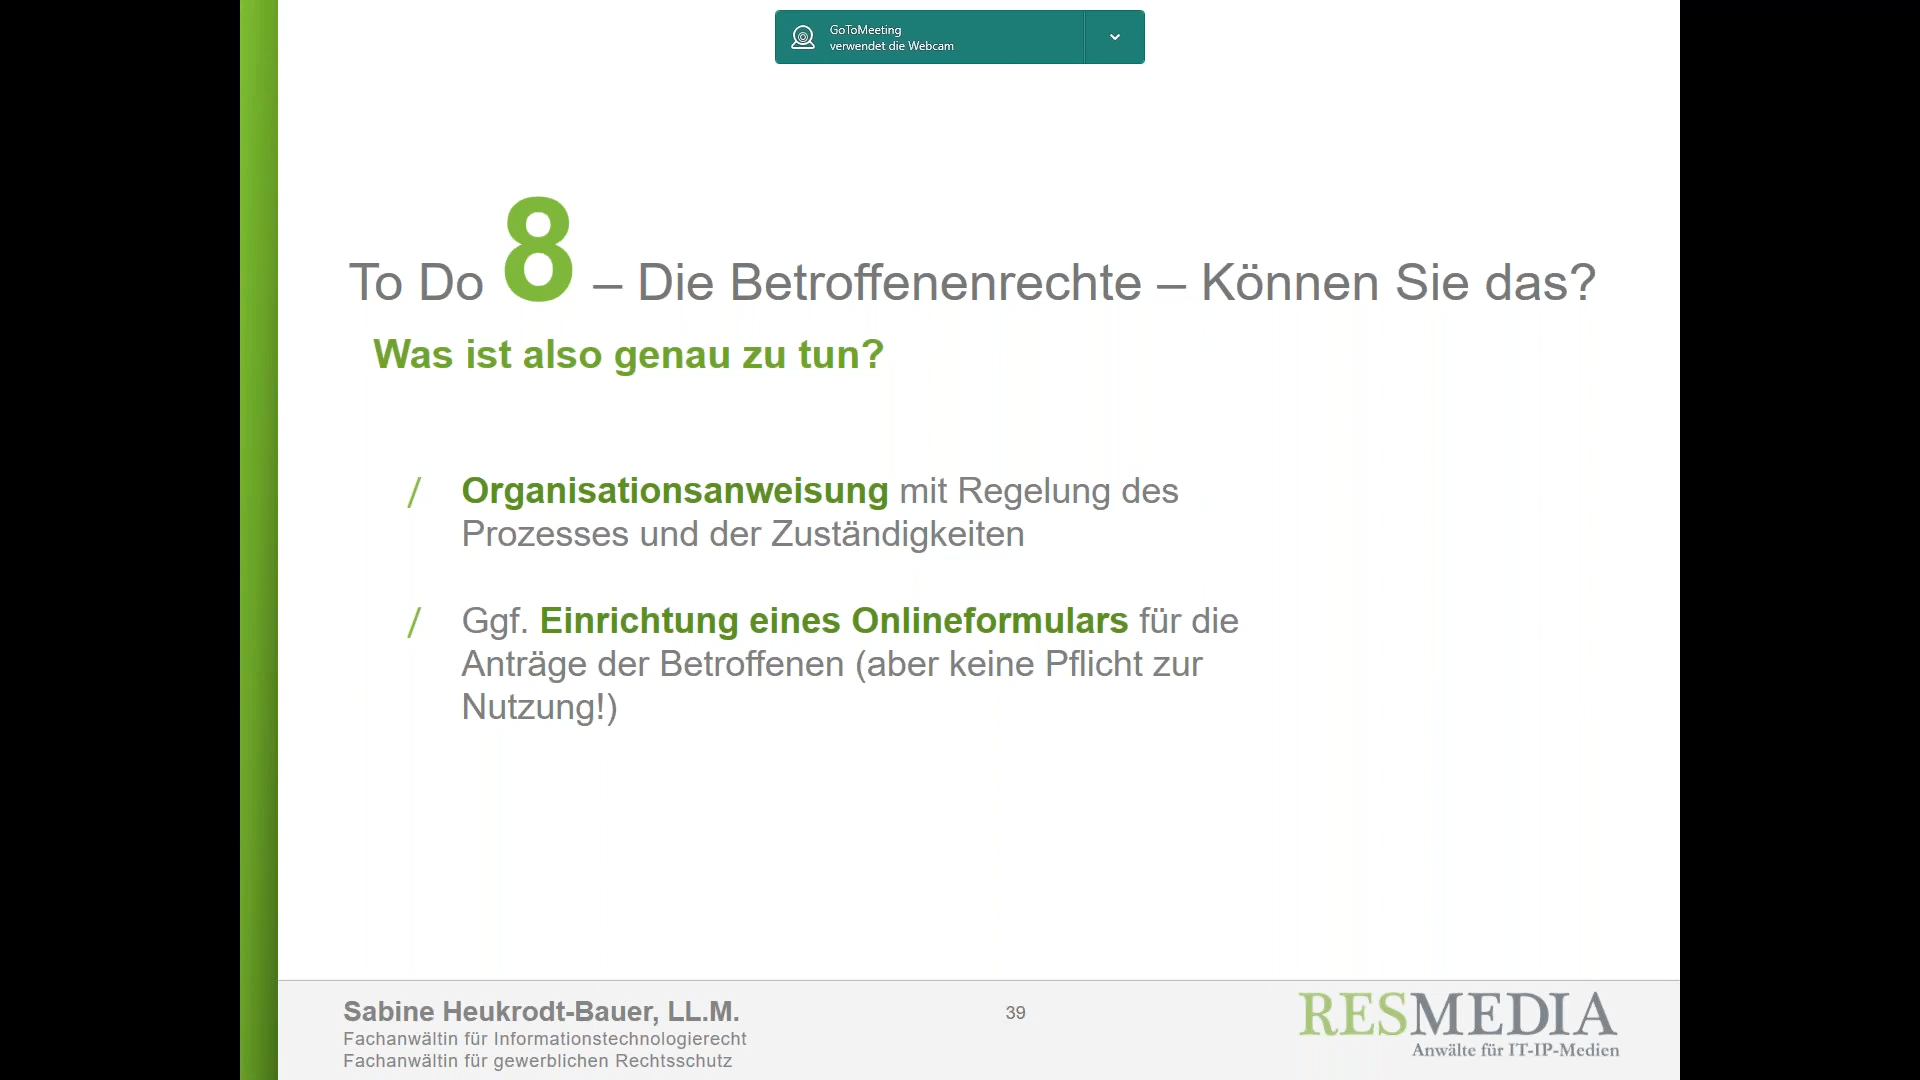 GoToMeeting
verwendet die Webcam
To Do 8 – Die Betroffenenrechte – Können Sie das?
Was ist also genau zu tun?
/ Organisationsanweisung mit Regelung des
Prozesses und der Zuständigkeiten
/ Ggf. Einrichtung eines Onlineformulars für die
Anträge der Betroffenen (aber keine Pflicht zur
Nutzung!)
Sabine Heukrodt-Bauer, LL.M.
Fachanwältin für Informationstechnologierecht
Fachanwältin für gewerblichen Rechtsschutz
39
RESMEDIA
Anwälte für IT-IP-Medien